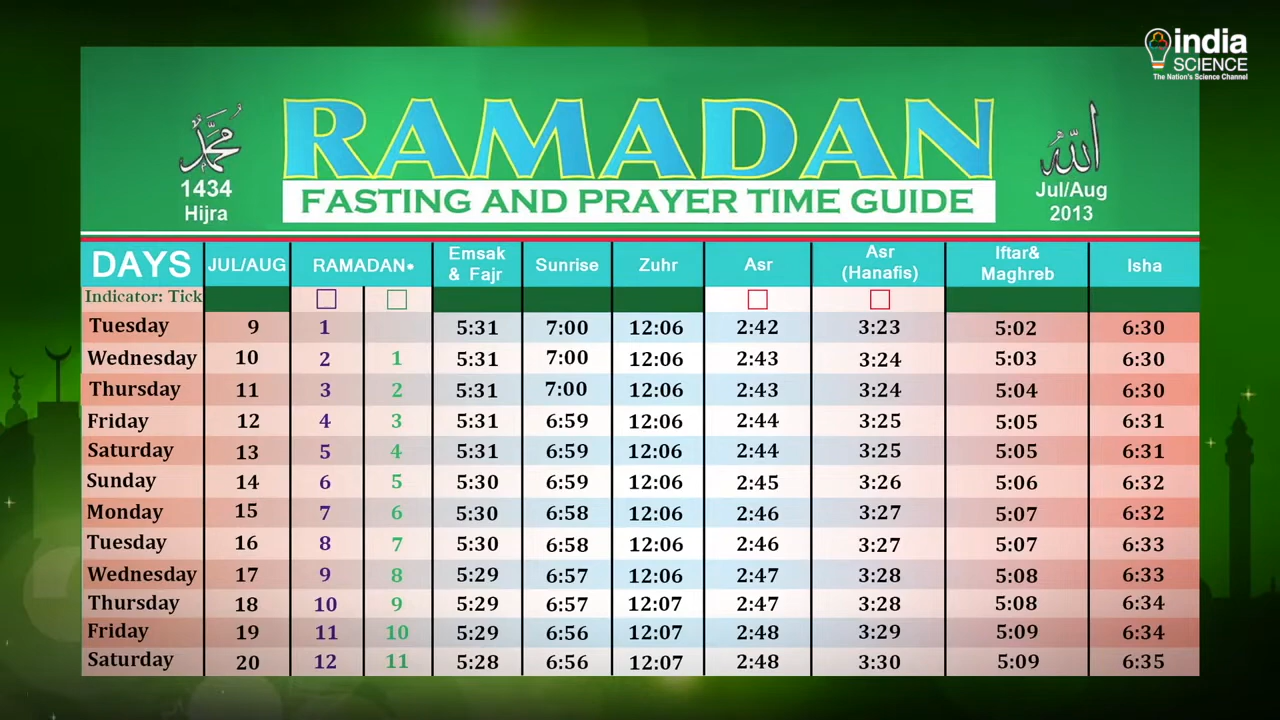 india
SCIENCE
The Nation's Science Channel
محمد
1434
Hijra
RAMADAN
FASTING AND PRAYER TIME GUIDE
الله
Jul/Aug
2013
DAYS JUL/AUG RAMADAN• Emsak & Fajr Sunrise Zuhr Asr Asr (Hanafis) Iftar& Maghreb Isha
Indicator: Tick
Tuesday 9 1 5:31 7:00 12:06 2:42 3:23 5:02 6:30
Wednesday 10 2 1 5:31 7:00 12:06 2:43 3:24 5:03 6:30
Thursday 11 3 2 5:31 7:00 12:06 2:43 3:24 5:04 6:30
Friday 12 4 3 5:31 6:59 12:06 2:44 3:25 5:05 6:31
Saturday 13 5 4 5:31 6:59 12:06 2:44 3:25 5:05 6:31
Sunday 14 6 5 5:30 6:59 12:06 2:45 3:26 5:06 6:32
Monday 15 7 6 5:30 6:58 12:06 2:46 3:27 5:07 6:32
Tuesday 16 8 7 5:30 6:58 12:06 2:46 3:27 5:07 6:33
Wednesday 17 9 8 5:29 6:57 12:06 2:47 3:28 5:08 6:33
Thursday 18 10 9 5:29 6:57 12:07 2:47 3:28 5:08 6:34
Friday 19 11 10 5:29 6:56 12:07 2:48 3:29 5:09 6:34
Saturday 20 12 11 5:28 6:56 12:07 2:48 3:30 5:09 6:35